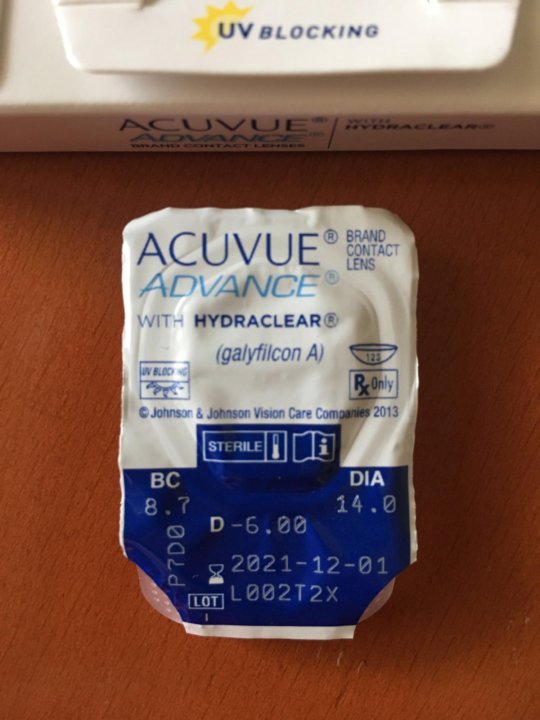 UV BLOCKING
ACUVUE® WITH
ADVANCE® HYDRACLEAR®
BRAND CONTACT LENSES
ACUVUE® BRAND
CONTACT
LENS
ADVANCE®
WITH HYDRACLEAR®
(galyfilcon A)
123
UV BLOCKING
Rx Only
© Johnson & Johnson Vision Care Companies 2013
STERILE i
BC DIA
8.7 14.0
D -6.00
P7D0
2021-12-01
LOT L002T2X